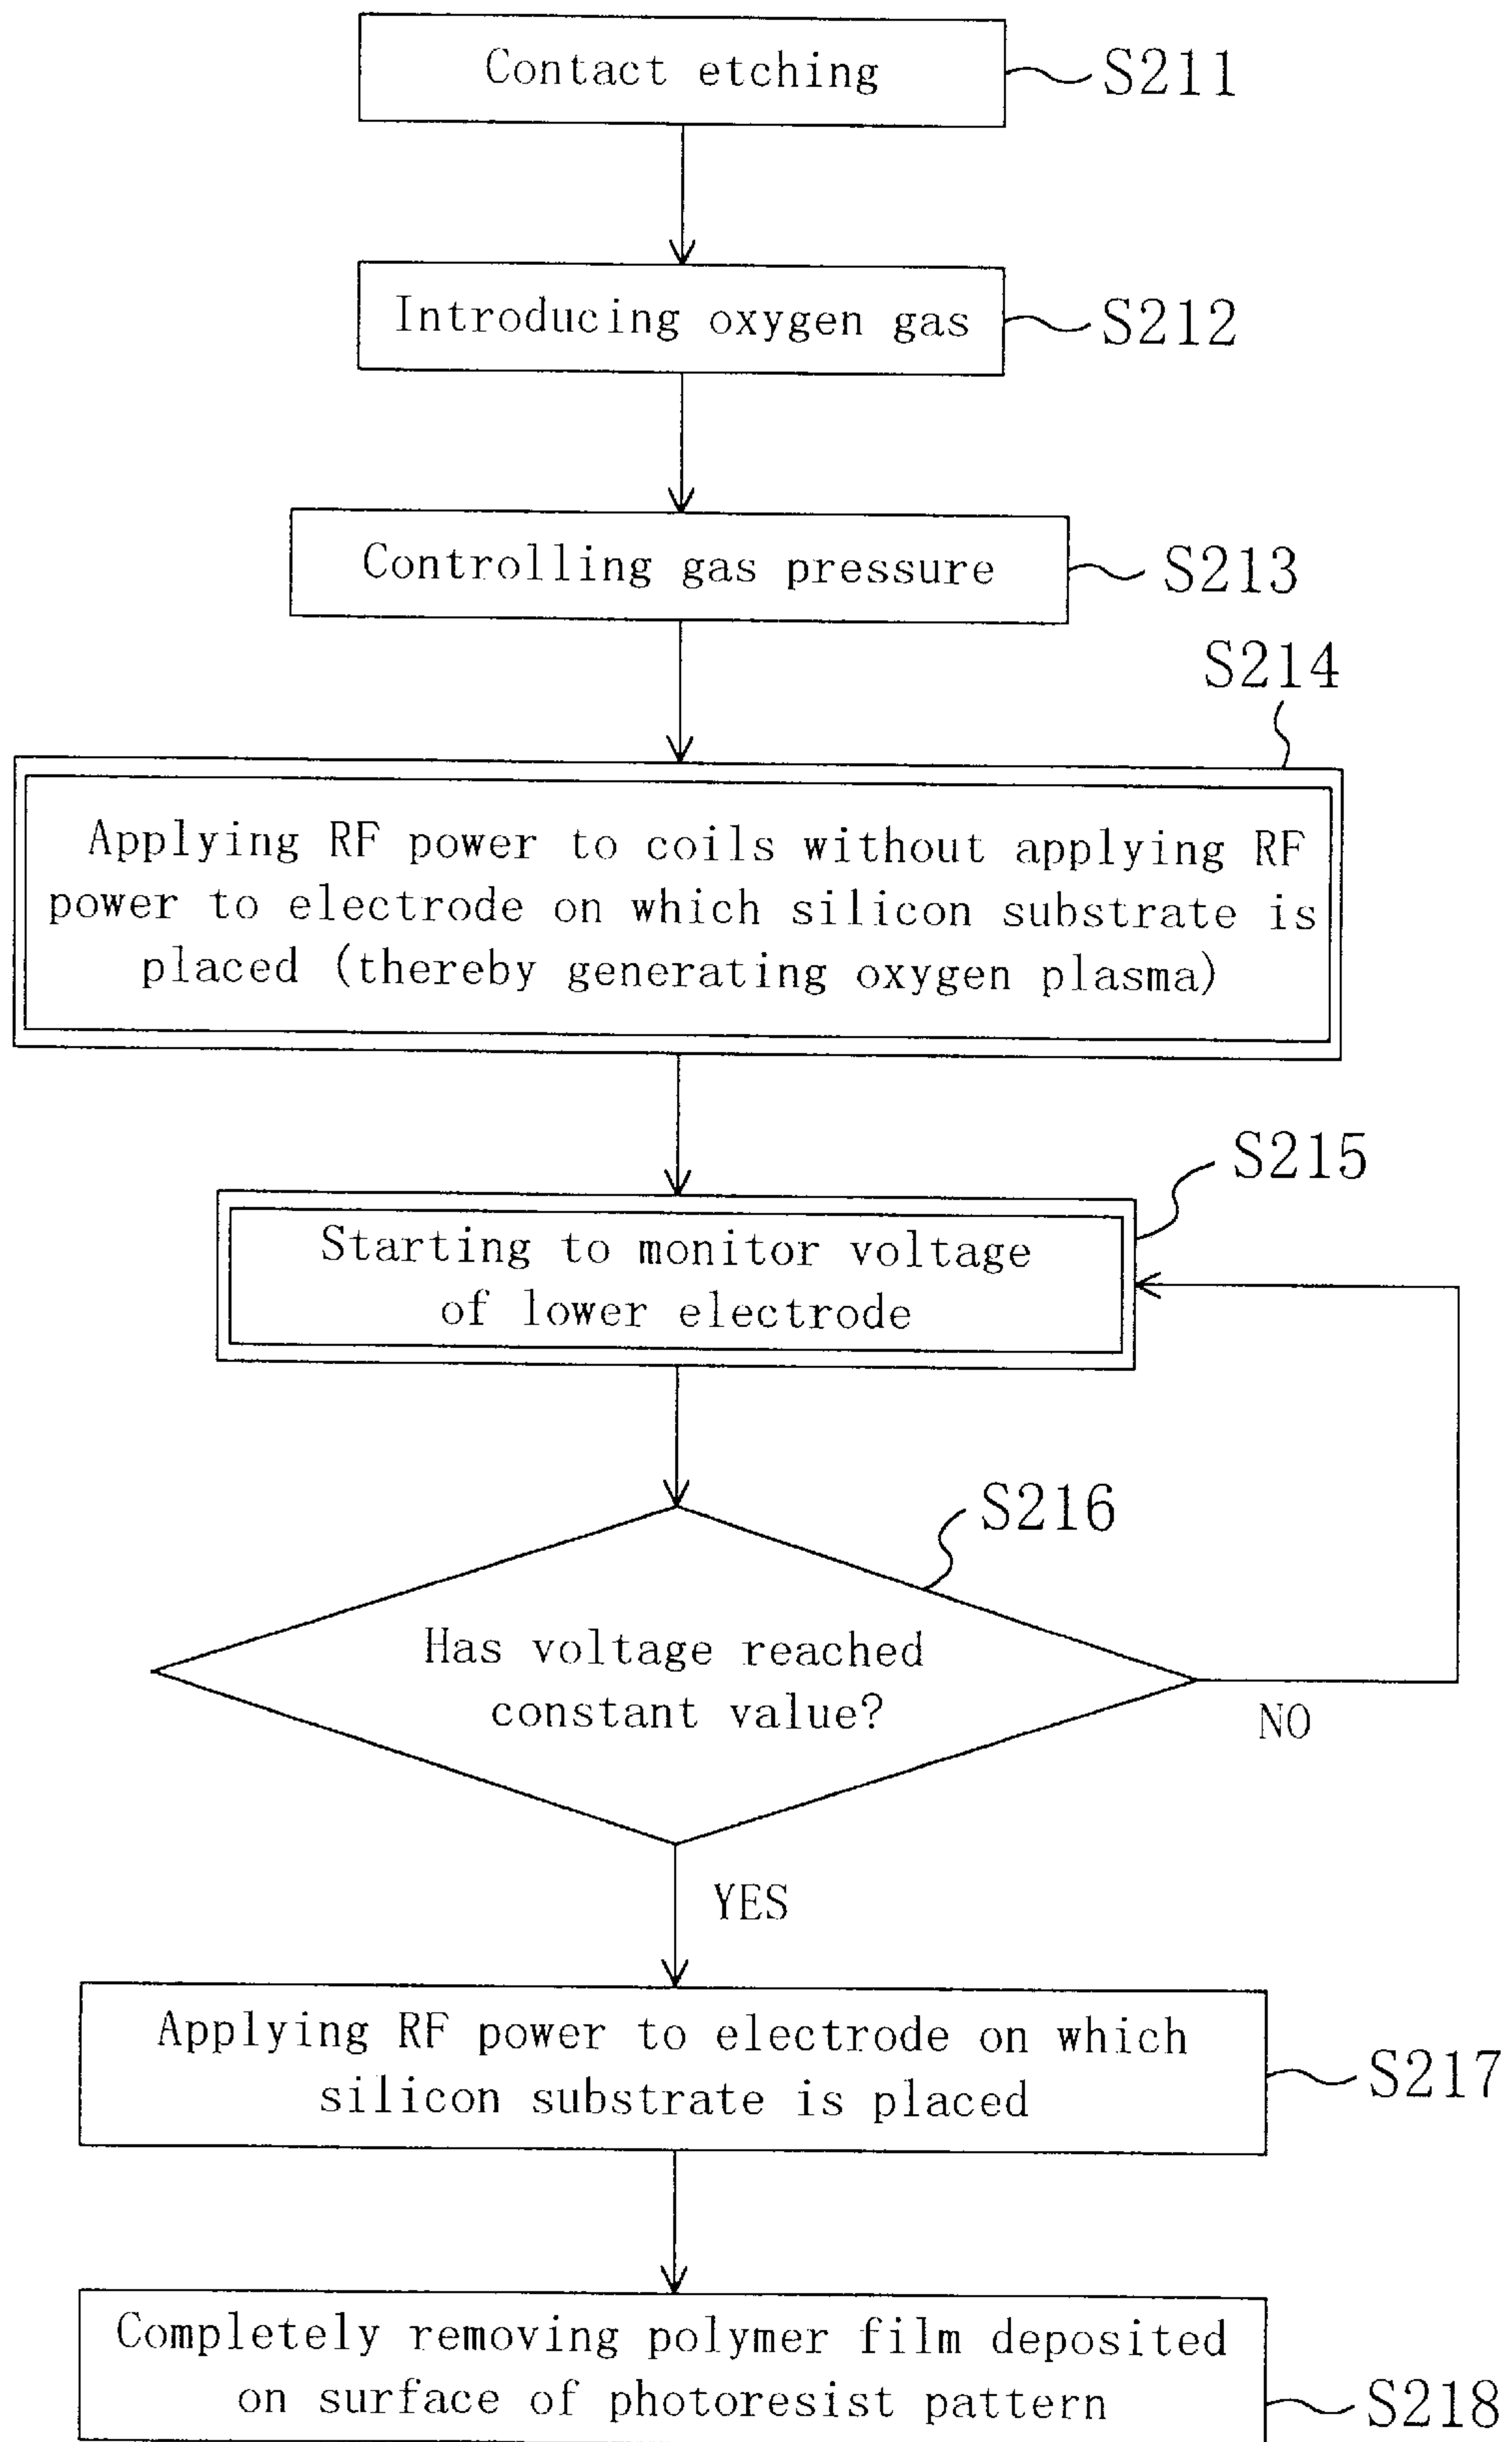 Contact etching
S211
Introducing oxygen gas
S212
Controlling gas pressure
S213
S214
Applying RF power to coils without applying RF
power to electrode on which silicon substrate is
placed (thereby generating oxygen plasma)
S215
Starting to monitor voltage
of lower electrode
S216
Has voltage reached
constant value?
NO
YES
Applying RF power to electrode on which
silicon substrate is placed
S217
Completely removing polymer film deposited
on surface of photoresist pattern
S218